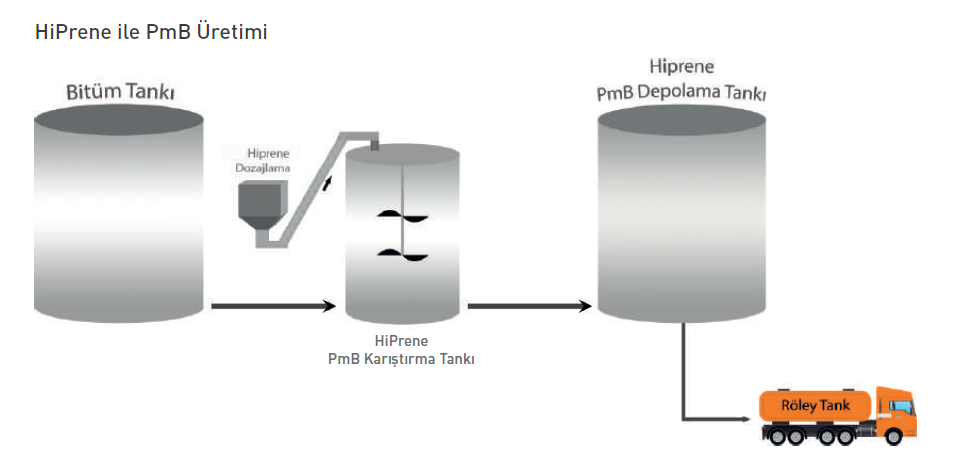 HiPrene ile PmB Üretimi
Bitüm Tankı
Hiprene
Dozajlama
Hiprene
PmB Depolama Tankı
HiPrene
PmB Karıştırma Tankı
Röley Tank